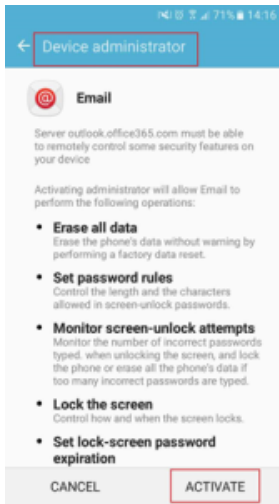 71% 14:16
Device administrator
Email
Server outlook.office365.com must be able
to remotely control some security features on
your device
Activating administrator will allow Email to
perform the following operations:
• Erase all data
Erase the phone's data without warning by
performing a factory data reset.
• Set password rules
Control the length and the characters
allowed in screen-unlock passwords.
• Monitor screen-unlock attempts
Monitor the number of incorrect passwords
typed. when unlocking the screen, and lock
the phone or erase all the phone's data if
too many incorrect passwords are typed.
• Lock the screen
Control how and when the screen locks.
• Set lock-screen password
expiration
CANCEL ACTIVATE